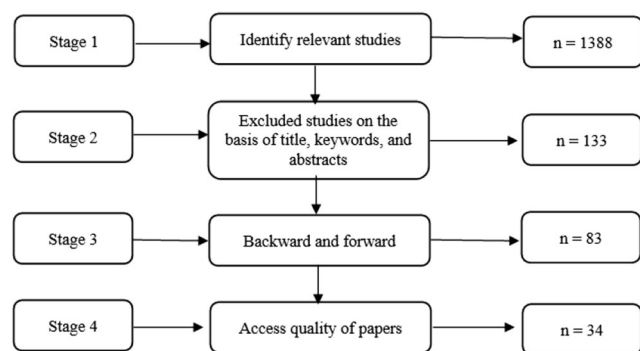 Stage 1
Identify relevant studies
n = 1388
Stage 2
Excluded studies on the
basis of title, keywords, and
abstracts
n = 133
Stage 3
Backward and forward
n = 83
Stage 4
Access quality of papers
n = 34